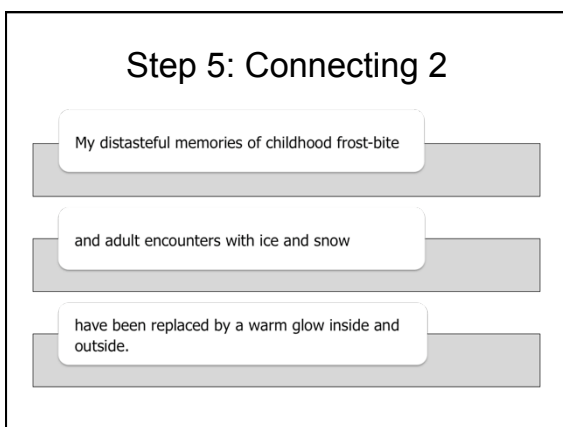 Step 5: Connecting 2
My distasteful memories of childhood frost-bite
and adult encounters with ice and snow
have been replaced by a warm glow inside and
outside.